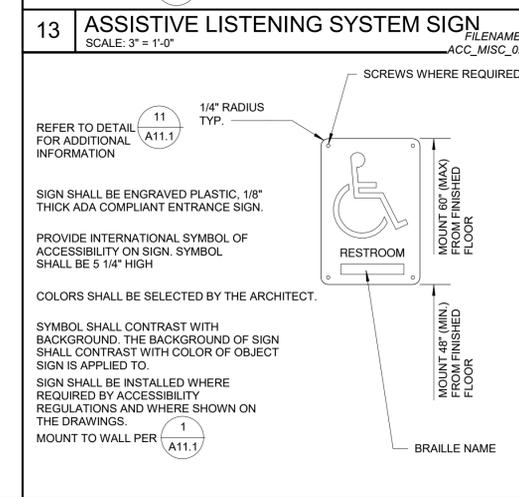 13
ASSISTIVE LISTENING SYSTEM SIGN
SCALE: 3" = 1'-0"
FILENAME
ACC_MISC_0
SCREWS WHERE REQUIRED
1/4" RADIUS
TYP.
11
A11.1
REFER TO DETAIL
FOR ADDITIONAL
INFORMATION
SIGN SHALL BE ENGRAVED PLASTIC, 1/8"
THICK ADA COMPLIANT ENTRANCE SIGN.
PROVIDE INTERNATIONAL SYMBOL OF
ACCESSIBILITY ON SIGN. SYMBOL
SHALL BE 5 1/4" HIGH
COLORS SHALL BE SELECTED BY THE ARCHITECT.
SYMBOL SHALL CONTRAST WITH
BACKGROUND. THE BACKGROUND OF SIGN
SHALL CONTRAST WITH COLOR OF OBJECT
SIGN IS APPLIED TO.
SIGN SHALL BE INSTALLED WHERE
REQUIRED BY ACCESSIBILITY
REGULATIONS AND WHERE SHOWN ON
THE DRAWINGS.
MOUNT TO WALL PER
1
A11.1
RESTROOM
MOUNT 60" (MAX)
FROM FINISHED
FLOOR
MOUNT 48" (MIN.)
FROM FINISHED
FLOOR
BRAILLE NAME